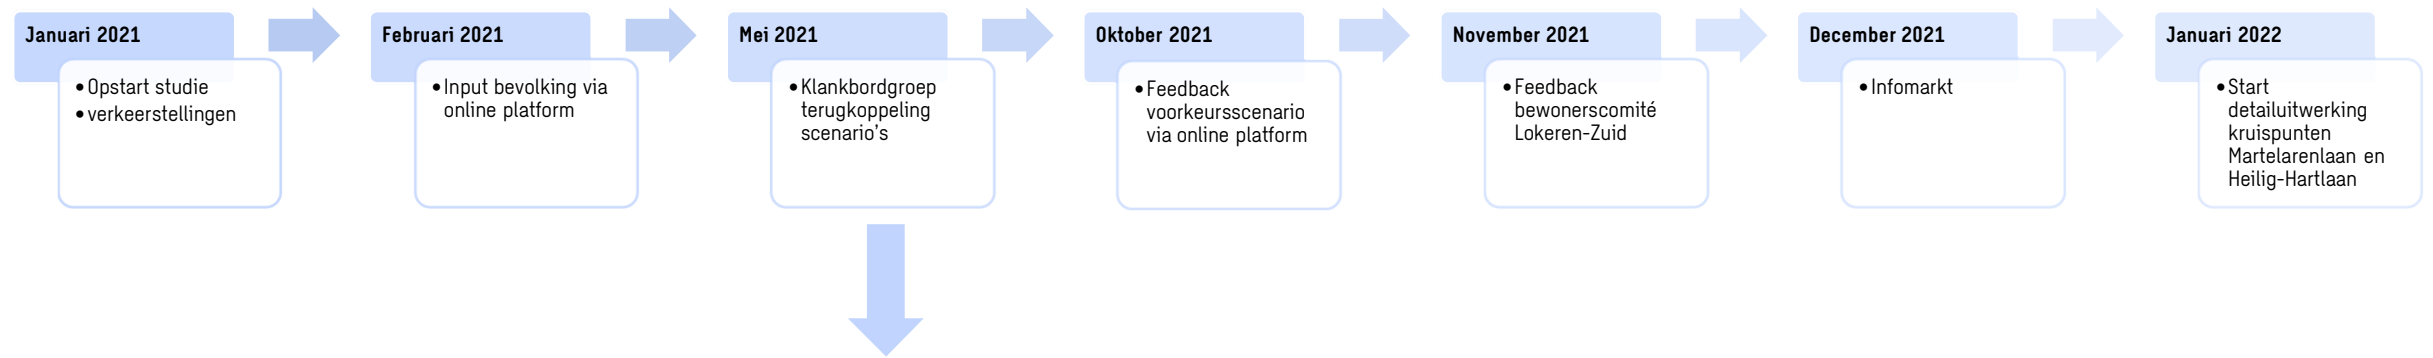 Januari 2021
• Opstart studie
• verkeerstellingen
Februari 2021
• Input bevolking via
online platform
Mei 2021
• Klankbordgroep
terugkoppeling
scenario's
Oktober 2021
• Feedback
voorkeursscenario
via online platform
November 2021
• Feedback
bewonerscomité
Lokeren-Zuid
December 2021
• Infomarkt
Januari 2022
• Start
detailuitwerking
kruispunten
Martelarenlaan en
Heilig-Hartlaan